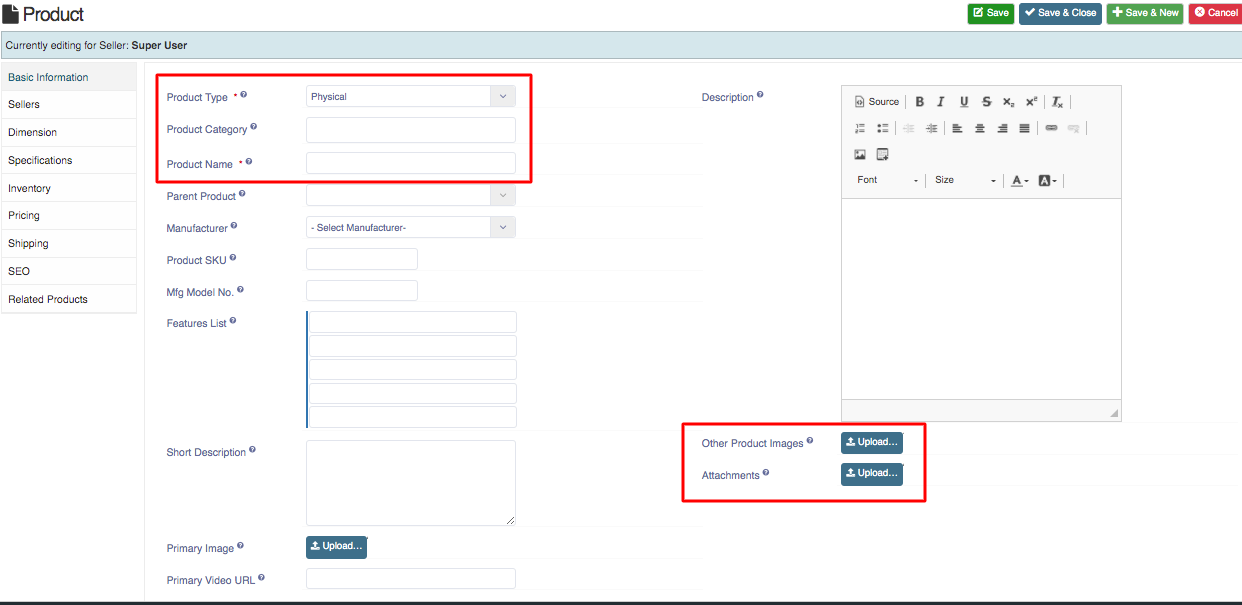 Product
Save
Save & Close
Save & New
Cancel
Currently editing for Seller: Super User
Basic Information
Sellers
Dimension
Specifications
Inventory
Pricing
Shipping
SEO
Related Products
Product Type * ?
Physical
Product Category ?
Product Name * ?
Parent Product ?
Manufacturer ?
- Select Manufacturer-
Product SKU ?
Mfg Model No. ?
Features List ?
Short Description ?
Primary Image ?
Upload...
Primary Video URL ?
Description ?
Source B I U S x₂ x² Tx
Font
Size
A
A
Other Product Images ?
Upload...
Attachments ?
Upload...